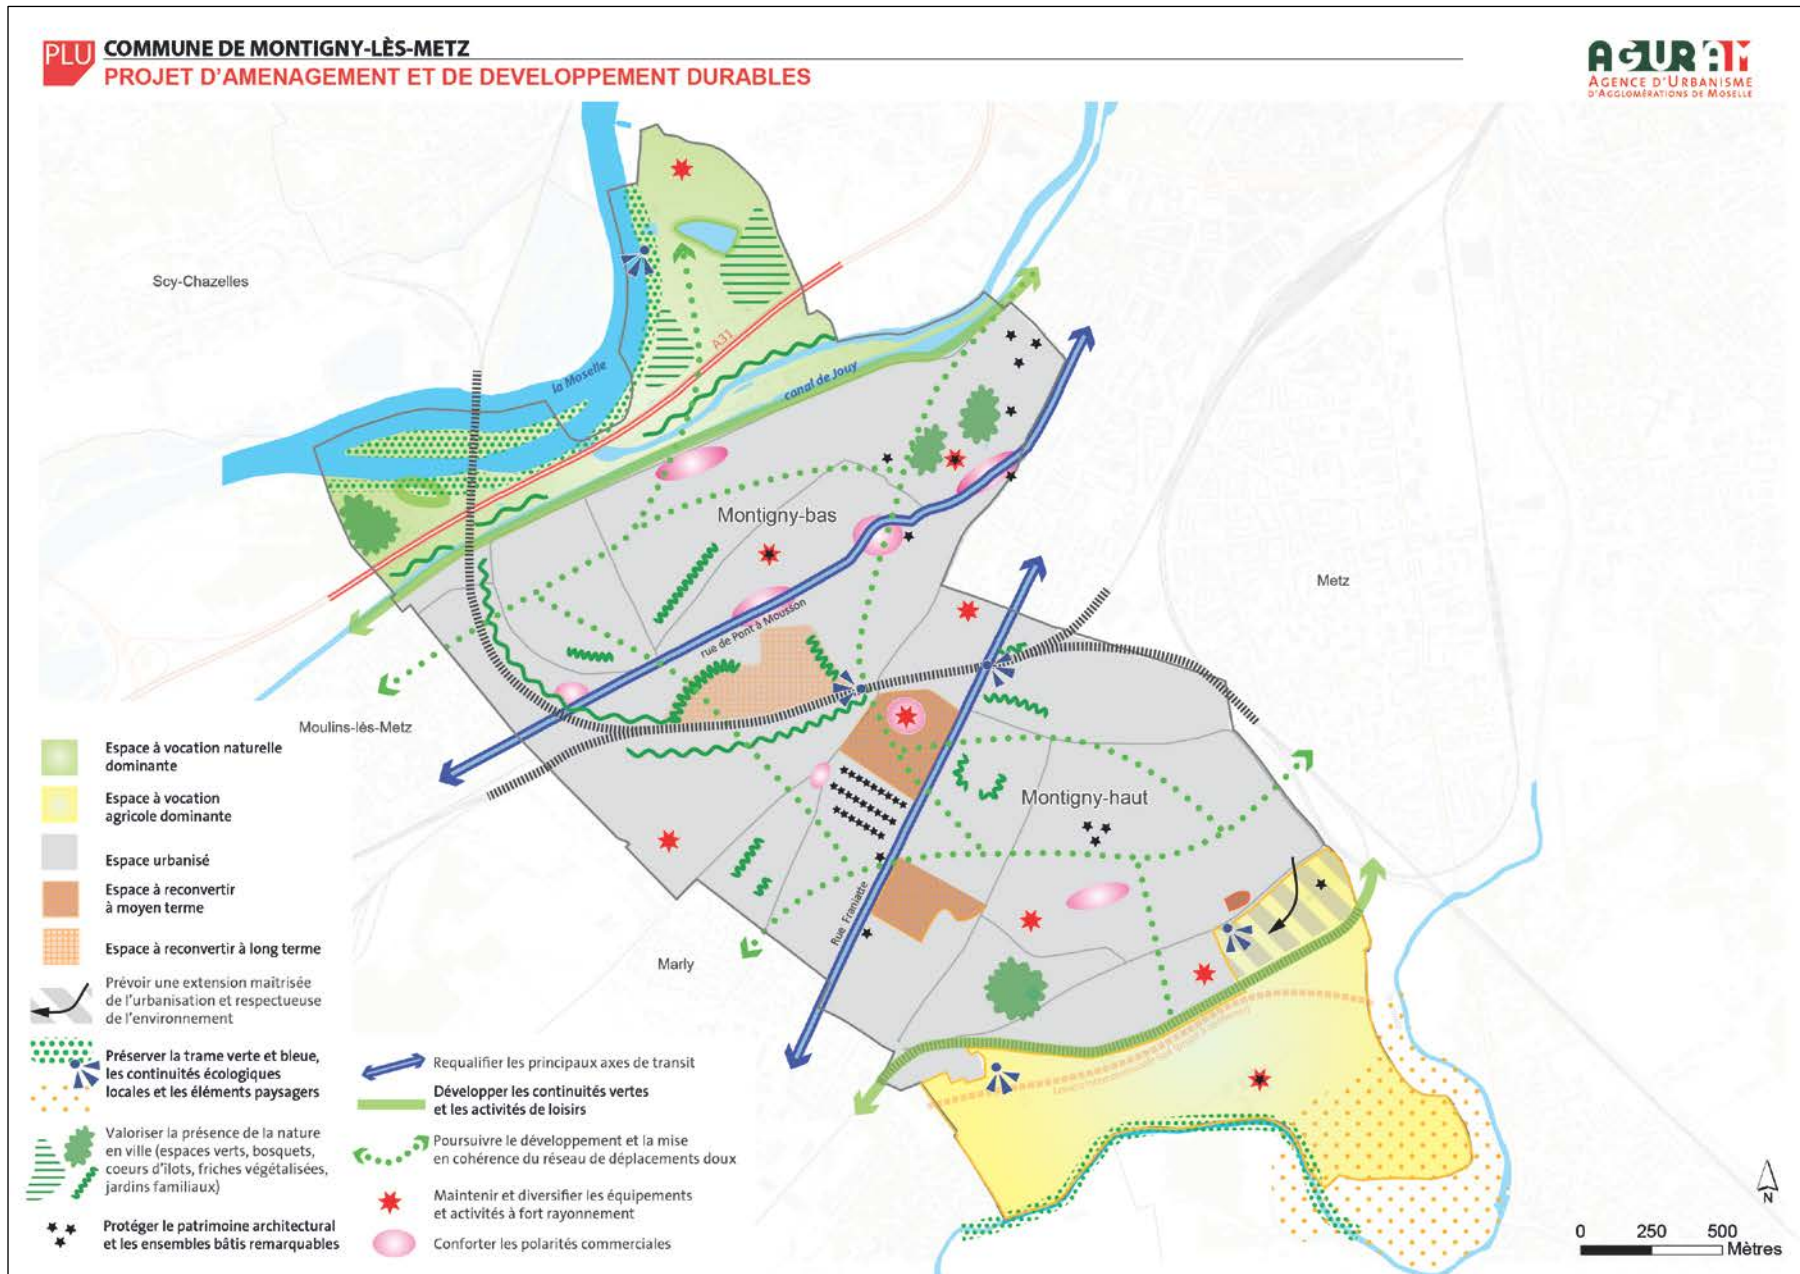 PLU
COMMUNE DE MONTIGNY-LÈS-METZ
PROJET D'AMENAGEMENT ET DE DEVELOPPEMENT DURABLES
AGURAM
AGENCE D'URBANISME
D'AGGLOMÉRATIONS DE MOSELLE
Scy-Chazelles
A31
la Moselle
canal de Jouy
Montigny-bas
Metz
rue de Pont à Mousson
Moulins-lès-Metz
Montigny-haut
Rue Franiatte
Marly
Espace à vocation naturelle
dominante
Espace à vocation
agricole dominante
Espace urbanisé
Espace à reconvertir
à moyen terme
Espace à reconvertir à long terme
Prévoir une extension maîtrisée
de l'urbanisation et respectueuse
de l'environnement
Préserver la trame verte et bleue,
les continuités écologiques
locales et les éléments paysagers
Valoriser la présence de la nature
en ville (espaces verts, bosquets,
coeurs d'îlots, friches végétalisées,
jardins familiaux)
Protéger le patrimoine architectural
et les ensembles bâtis remarquables
Requalifier les principaux axes de transit
Développer les continuités vertes
et les activités de loisirs
Poursuivre le développement et la mise
en cohérence du réseau de déplacements doux
Maintenir et diversifier les équipements
et activités à fort rayonnement
Conforter les polarités commerciales
N
0 250 500
Mètres